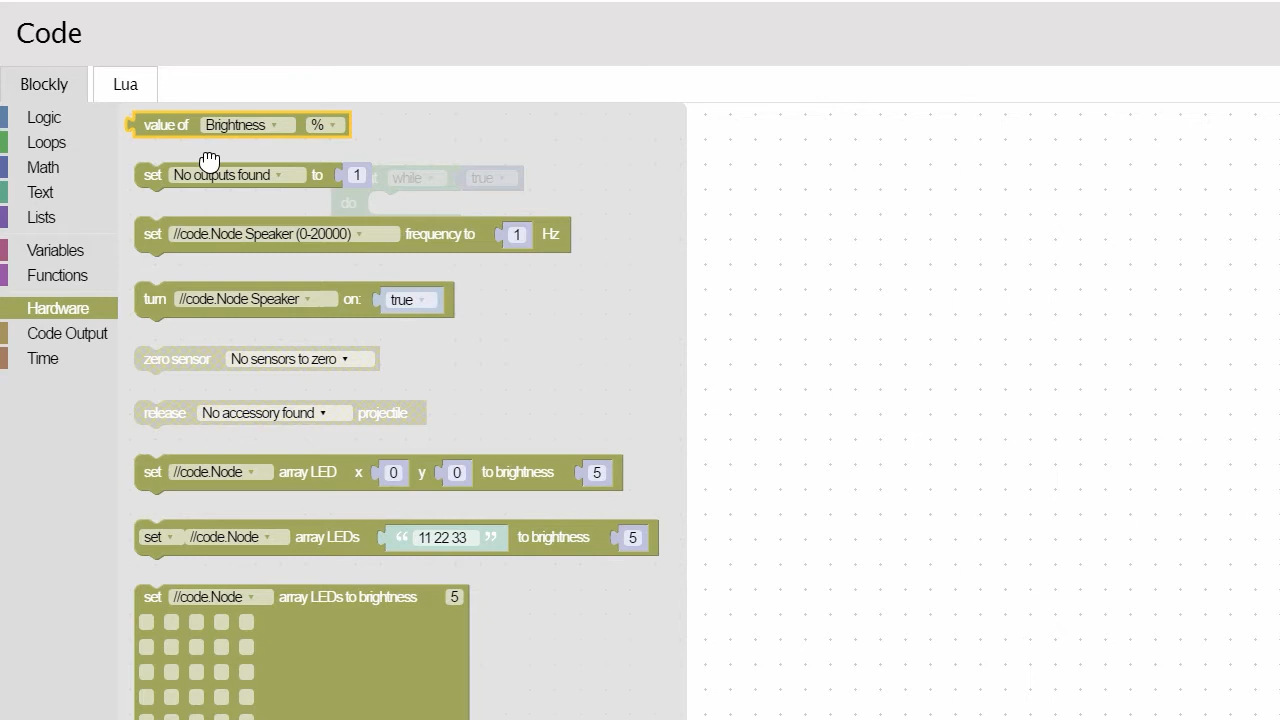 Code
Blockly Lua
Logic
Loops
Math
Text
Lists
Variables
Functions
Hardware
Code Output
Time
value of Brightness %
set No outputs found to 1
while true
do
set //code.Node Speaker (0-20000) frequency to 1 Hz
turn //code.Node Speaker on: true
zero sensor No sensors to zero
release No accessory found projectile
set //code.Node array LED x 0 y 0 to brightness 5
set //code.Node array LEDs “ 11 22 33 ” to brightness 5
set //code.Node array LEDs to brightness 5